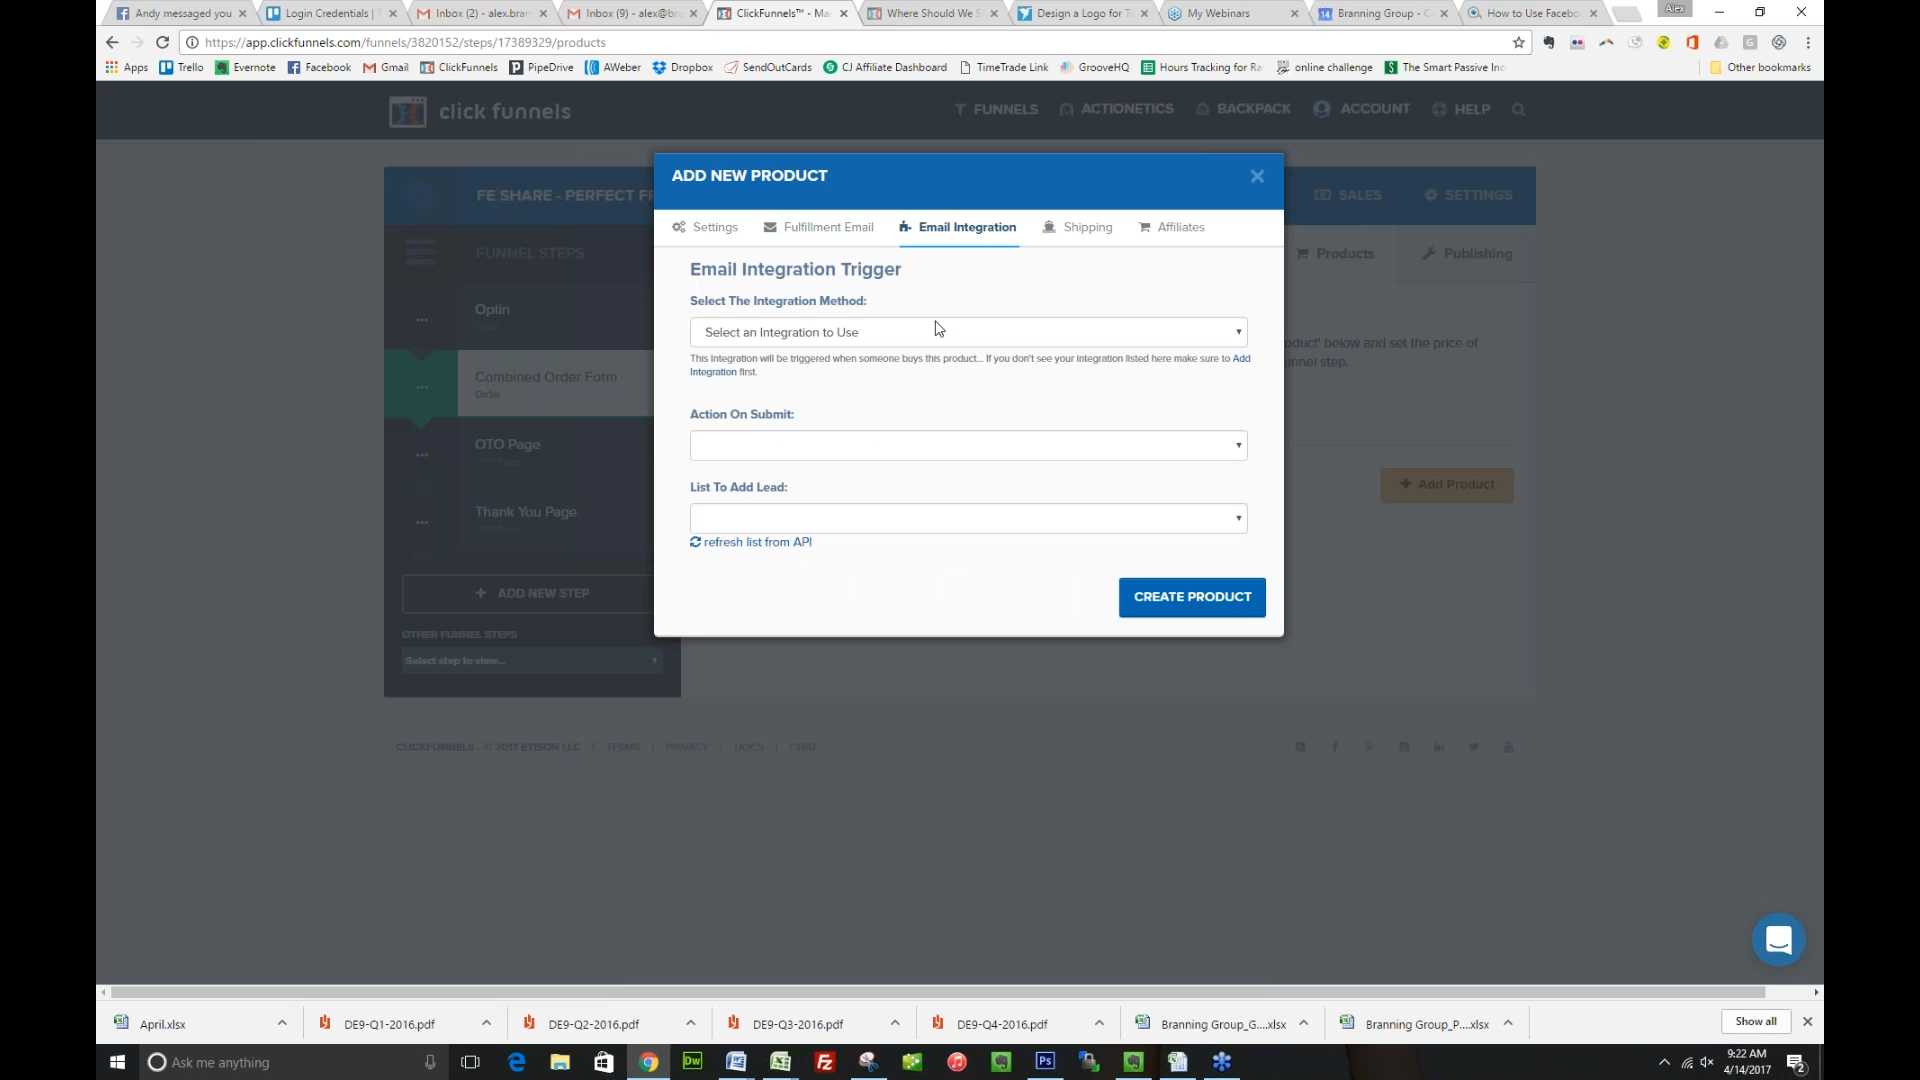 Andy messaged you
Login Credentials |
Inbox (2) - alex.bra
Inbox (9) - alex@br
ClickFunnels™ - Ma
Where Should We S
Design a Logo for T
My Webinars
Branning Group - C
How to Use Facebo
Alex
https://app.clickfunnels.com/funnels/3820152/steps/17389329/products
Apps
Trello
Evernote
Facebook
Gmail
ClickFunnels
PipeDrive
AWeber
Dropbox
SendOutCards
CJ Affiliate Dashboard
TimeTrade Link
GrooveHQ
Hours Tracking for Ra
online challenge
The Smart Passive Inc
Other bookmarks
click funnels
FUNNELS
ACTIONETICS
BACKPACK
ACCOUNT
HELP
FE SHARE - PERFECT F
SALES
SETTINGS
ADD NEW PRODUCT
Settings
Fulfillment Email
Email Integration
Shipping
Affiliates
FUNNEL STEPS
Products
Publishing
Email Integration Trigger
Select The Integration Method:
Select an Integration to Use
This integration will be triggered when someone buys this product... If you don't see your integration listed here make sure to Add
Integration first.
Optin
Combined Order Form
Order
oduct' below and set the price of
unnel step.
Action On Submit:
OTO Page
List To Add Lead:
+ Add Product
Thank You Page
refresh list from API
CREATE PRODUCT
+ ADD NEW STEP
OTHER FUNNEL STEPS
Select step to view...
CLICKFUNNELS - © 2017 ETISON LLC | TERMS | PRIVACY | DOCS | CHAT
April.xlsx
DE9-Q1-2016.pdf
DE9-Q2-2016.pdf
DE9-Q3-2016.pdf
DE9-Q4-2016.pdf
Branning Group_G....xlsx
Branning Group_P....xlsx
Show all
Ask me anything
9:22 AM
4/14/2017
2